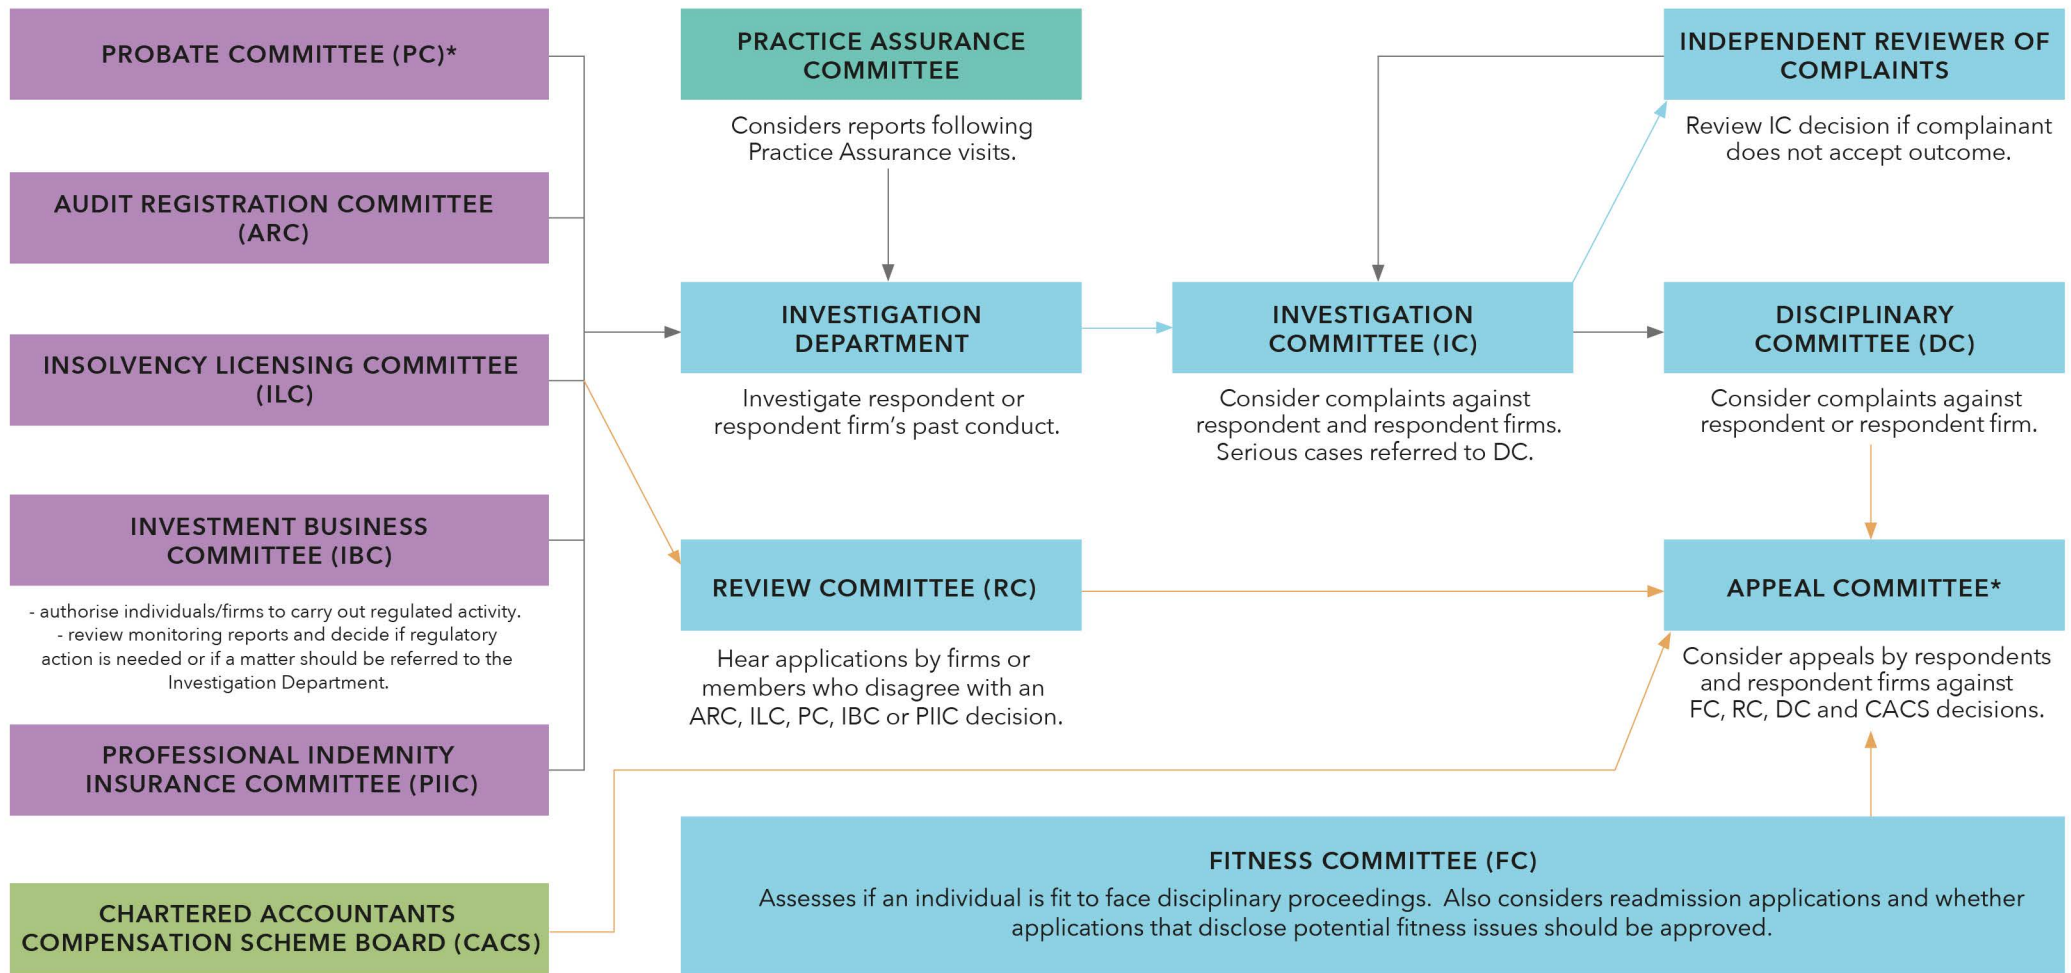 PROBATE COMMITTEE (PC)*
AUDIT REGISTRATION COMMITTEE
(ARC)
INSOLVENCY LICENSING COMMITTEE
(ILC)
INVESTMENT BUSINESS
COMMITTEE (IBC)
- authorise individuals/firms to carry out regulated activity.
- review monitoring reports and decide if regulatory
action is needed or if a matter should be referred to the
Investigation Department.
PROFESSIONAL INDEMNITY
INSURANCE COMMITTEE (PIIC)
CHARTERED ACCOUNTANTS
COMPENSATION SCHEME BOARD (CACS)
PRACTICE ASSURANCE
COMMITTEE
Considers reports following
Practice Assurance visits.
INVESTIGATION
DEPARTMENT
Investigate respondent or
respondent firm’s past conduct.
REVIEW COMMITTEE (RC)
Hear applications by firms or
members who disagree with an
ARC, ILC, PC, IBC or PIIC decision.
INVESTIGATION
COMMITTEE (IC)
Consider complaints against
respondent and respondent firms.
Serious cases referred to DC.
INDEPENDENT REVIEWER OF
COMPLAINTS
Review IC decision if complainant
does not accept outcome.
DISCIPLINARY
COMMITTEE (DC)
Consider complaints against
respondent or respondent firm.
APPEAL COMMITTEE*
Consider appeals by respondents
and respondent firms against
FC, RC, DC and CACS decisions.
FITNESS COMMITTEE (FC)
Assesses if an individual is fit to face disciplinary proceedings. Also considers readmission applications and whether
applications that disclose potential fitness issues should be approved.